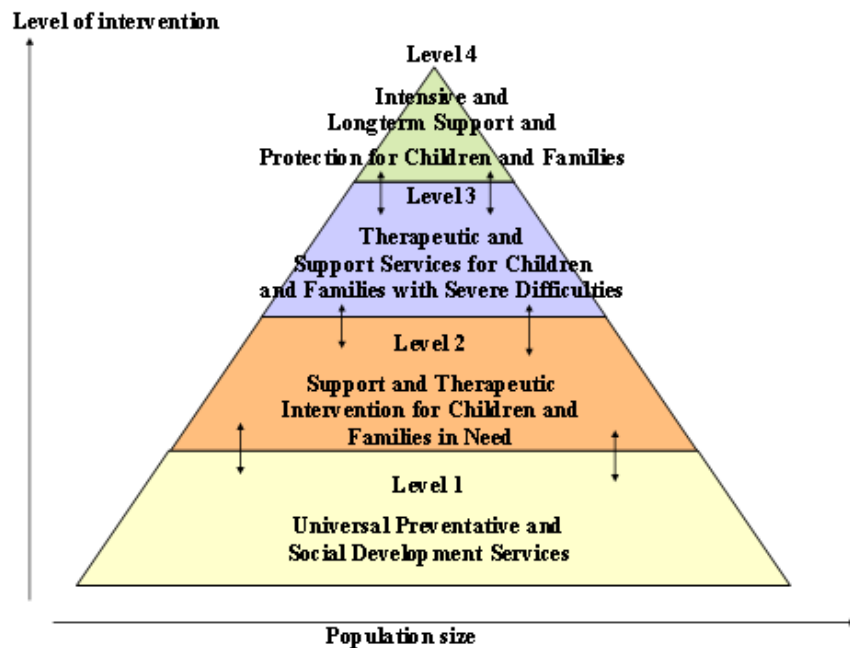 Level of intervention
Level 4
Intensive and
Longterm Support and
Protection for Children and Families
Level 3
Therapeutic and
Support Services for Children
and Families with Severe Difficulties
Level 2
Support and Therapeutic
Intervention for Children and
Families in Need
Level 1
Universal Preventative and
Social Development Services
Population size